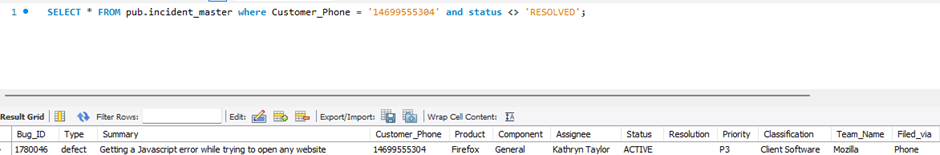 1 SELECT * FROM pub.incident_master where Customer_Phone = '14699555304' and status <> 'RESOLVED';
Result Grid Filter Rows: Edit: Export/Import: Wrap Cell Content:
Bug_ID Type Summary Customer_Phone Product Component Assignee Status Resolution Priority Classification Team_Name Filed_via
1780046 defect Getting a Javascript error while trying to open any website 14699555304 Firefox General Kathryn Taylor ACTIVE P3 Client Software Mozilla Phone